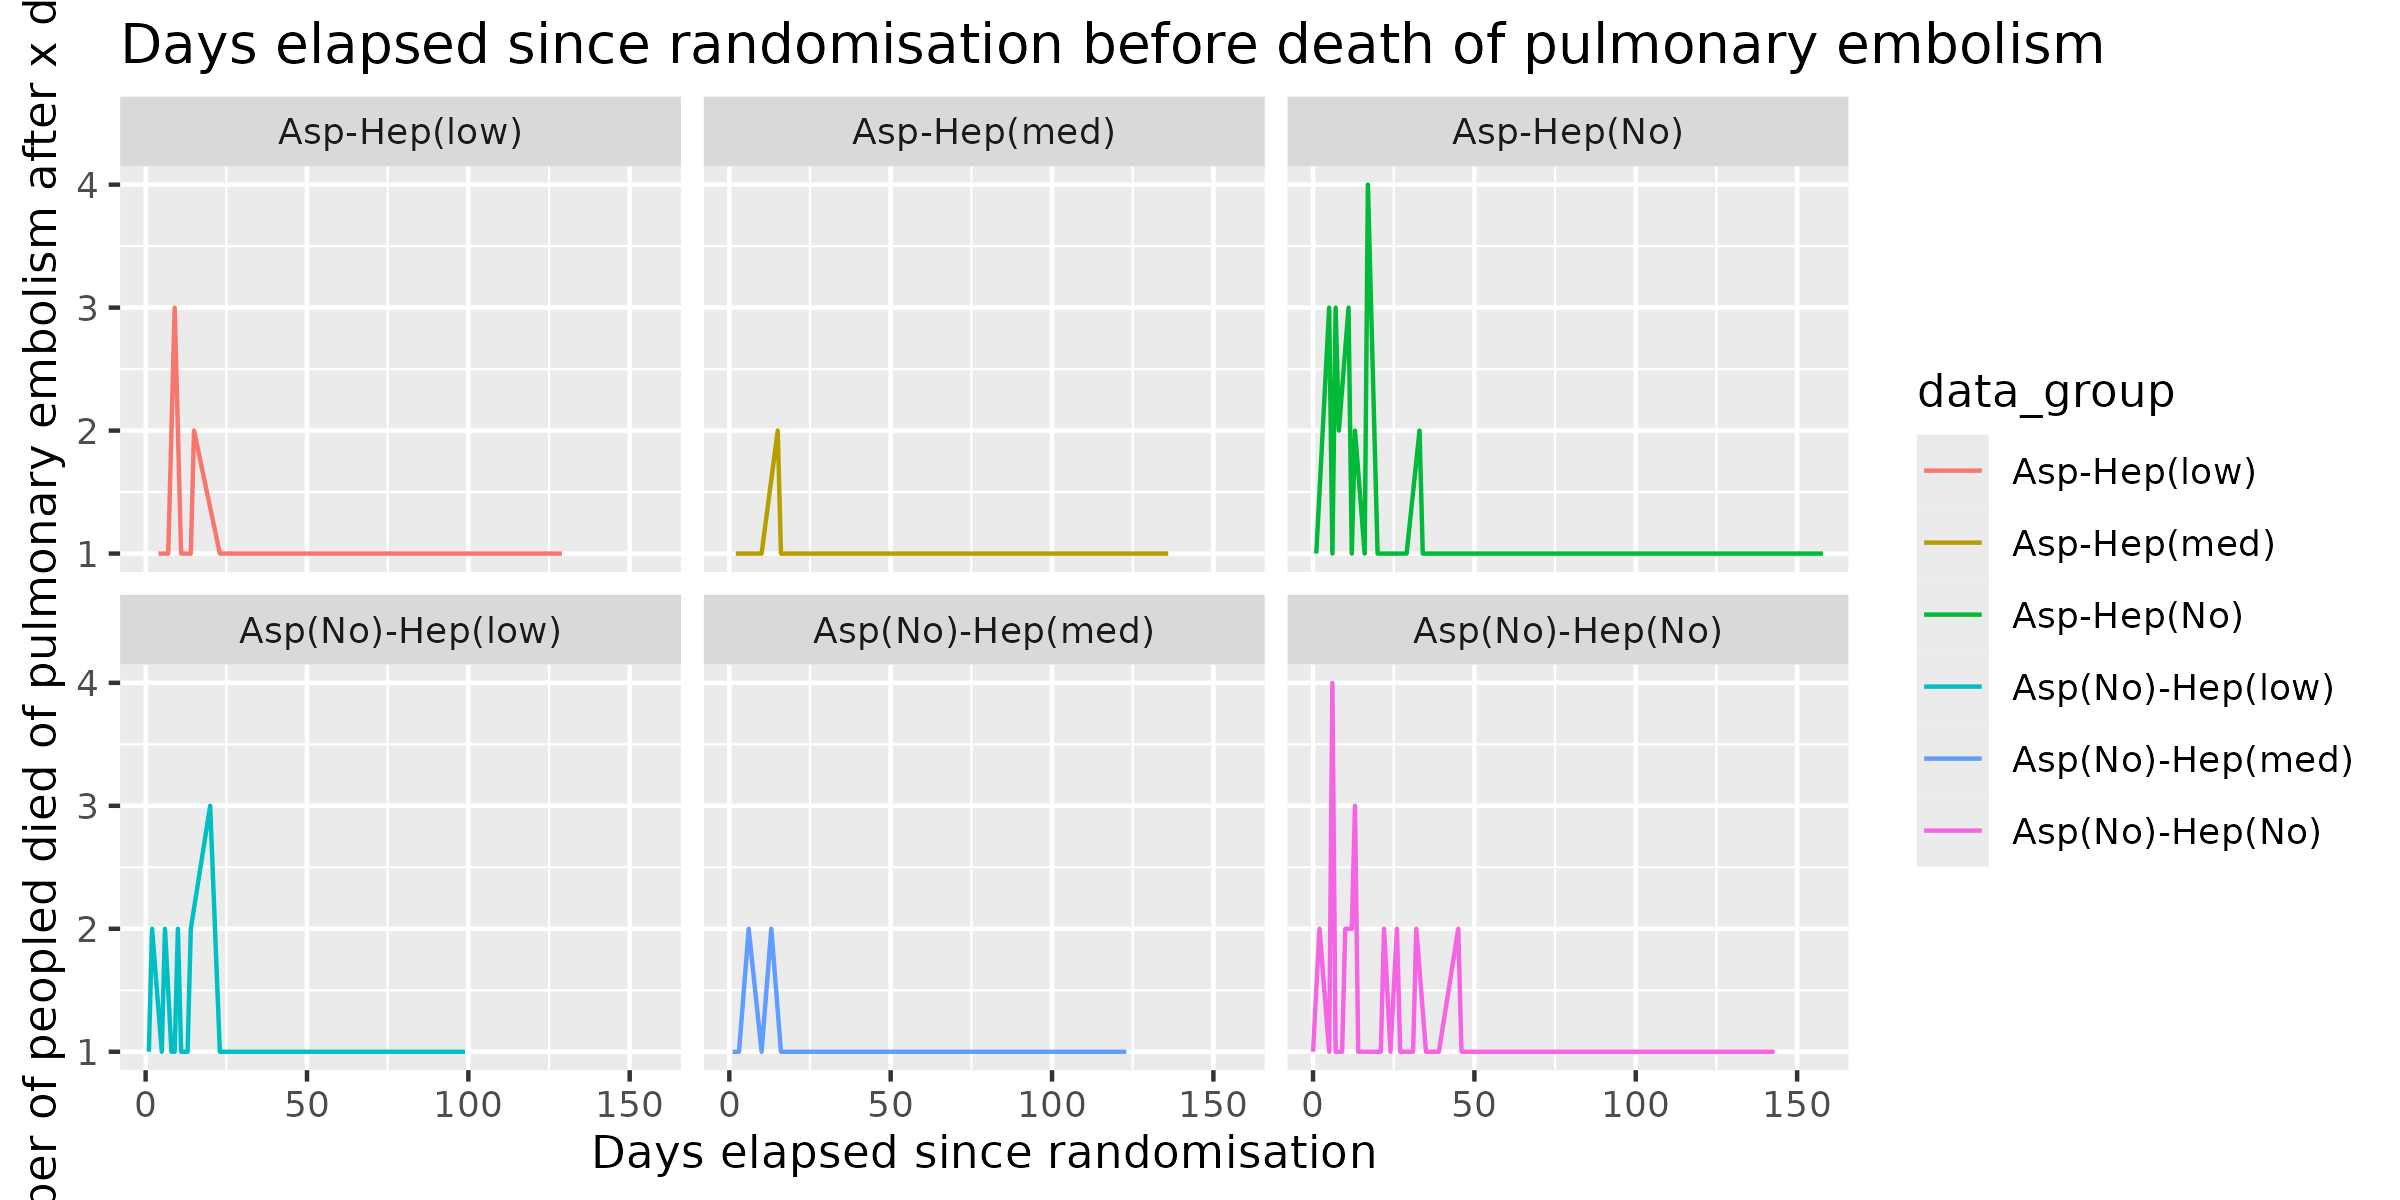 Days elapsed since randomisation before death of pulmonary embolism
ber of peopled died of pulmonary embolism after x d
Asp-Hep(low)
Asp-Hep(med)
Asp-Hep(No)
4
3
2
1
Asp(No)-Hep(low)
Asp(No)-Hep(med)
Asp(No)-Hep(No)
4
3
2
1
0 50 100 150
0 50 100 150
0 50 100 150
Days elapsed since randomisation
data_group
Asp-Hep(low)
Asp-Hep(med)
Asp-Hep(No)
Asp(No)-Hep(low)
Asp(No)-Hep(med)
Asp(No)-Hep(No)